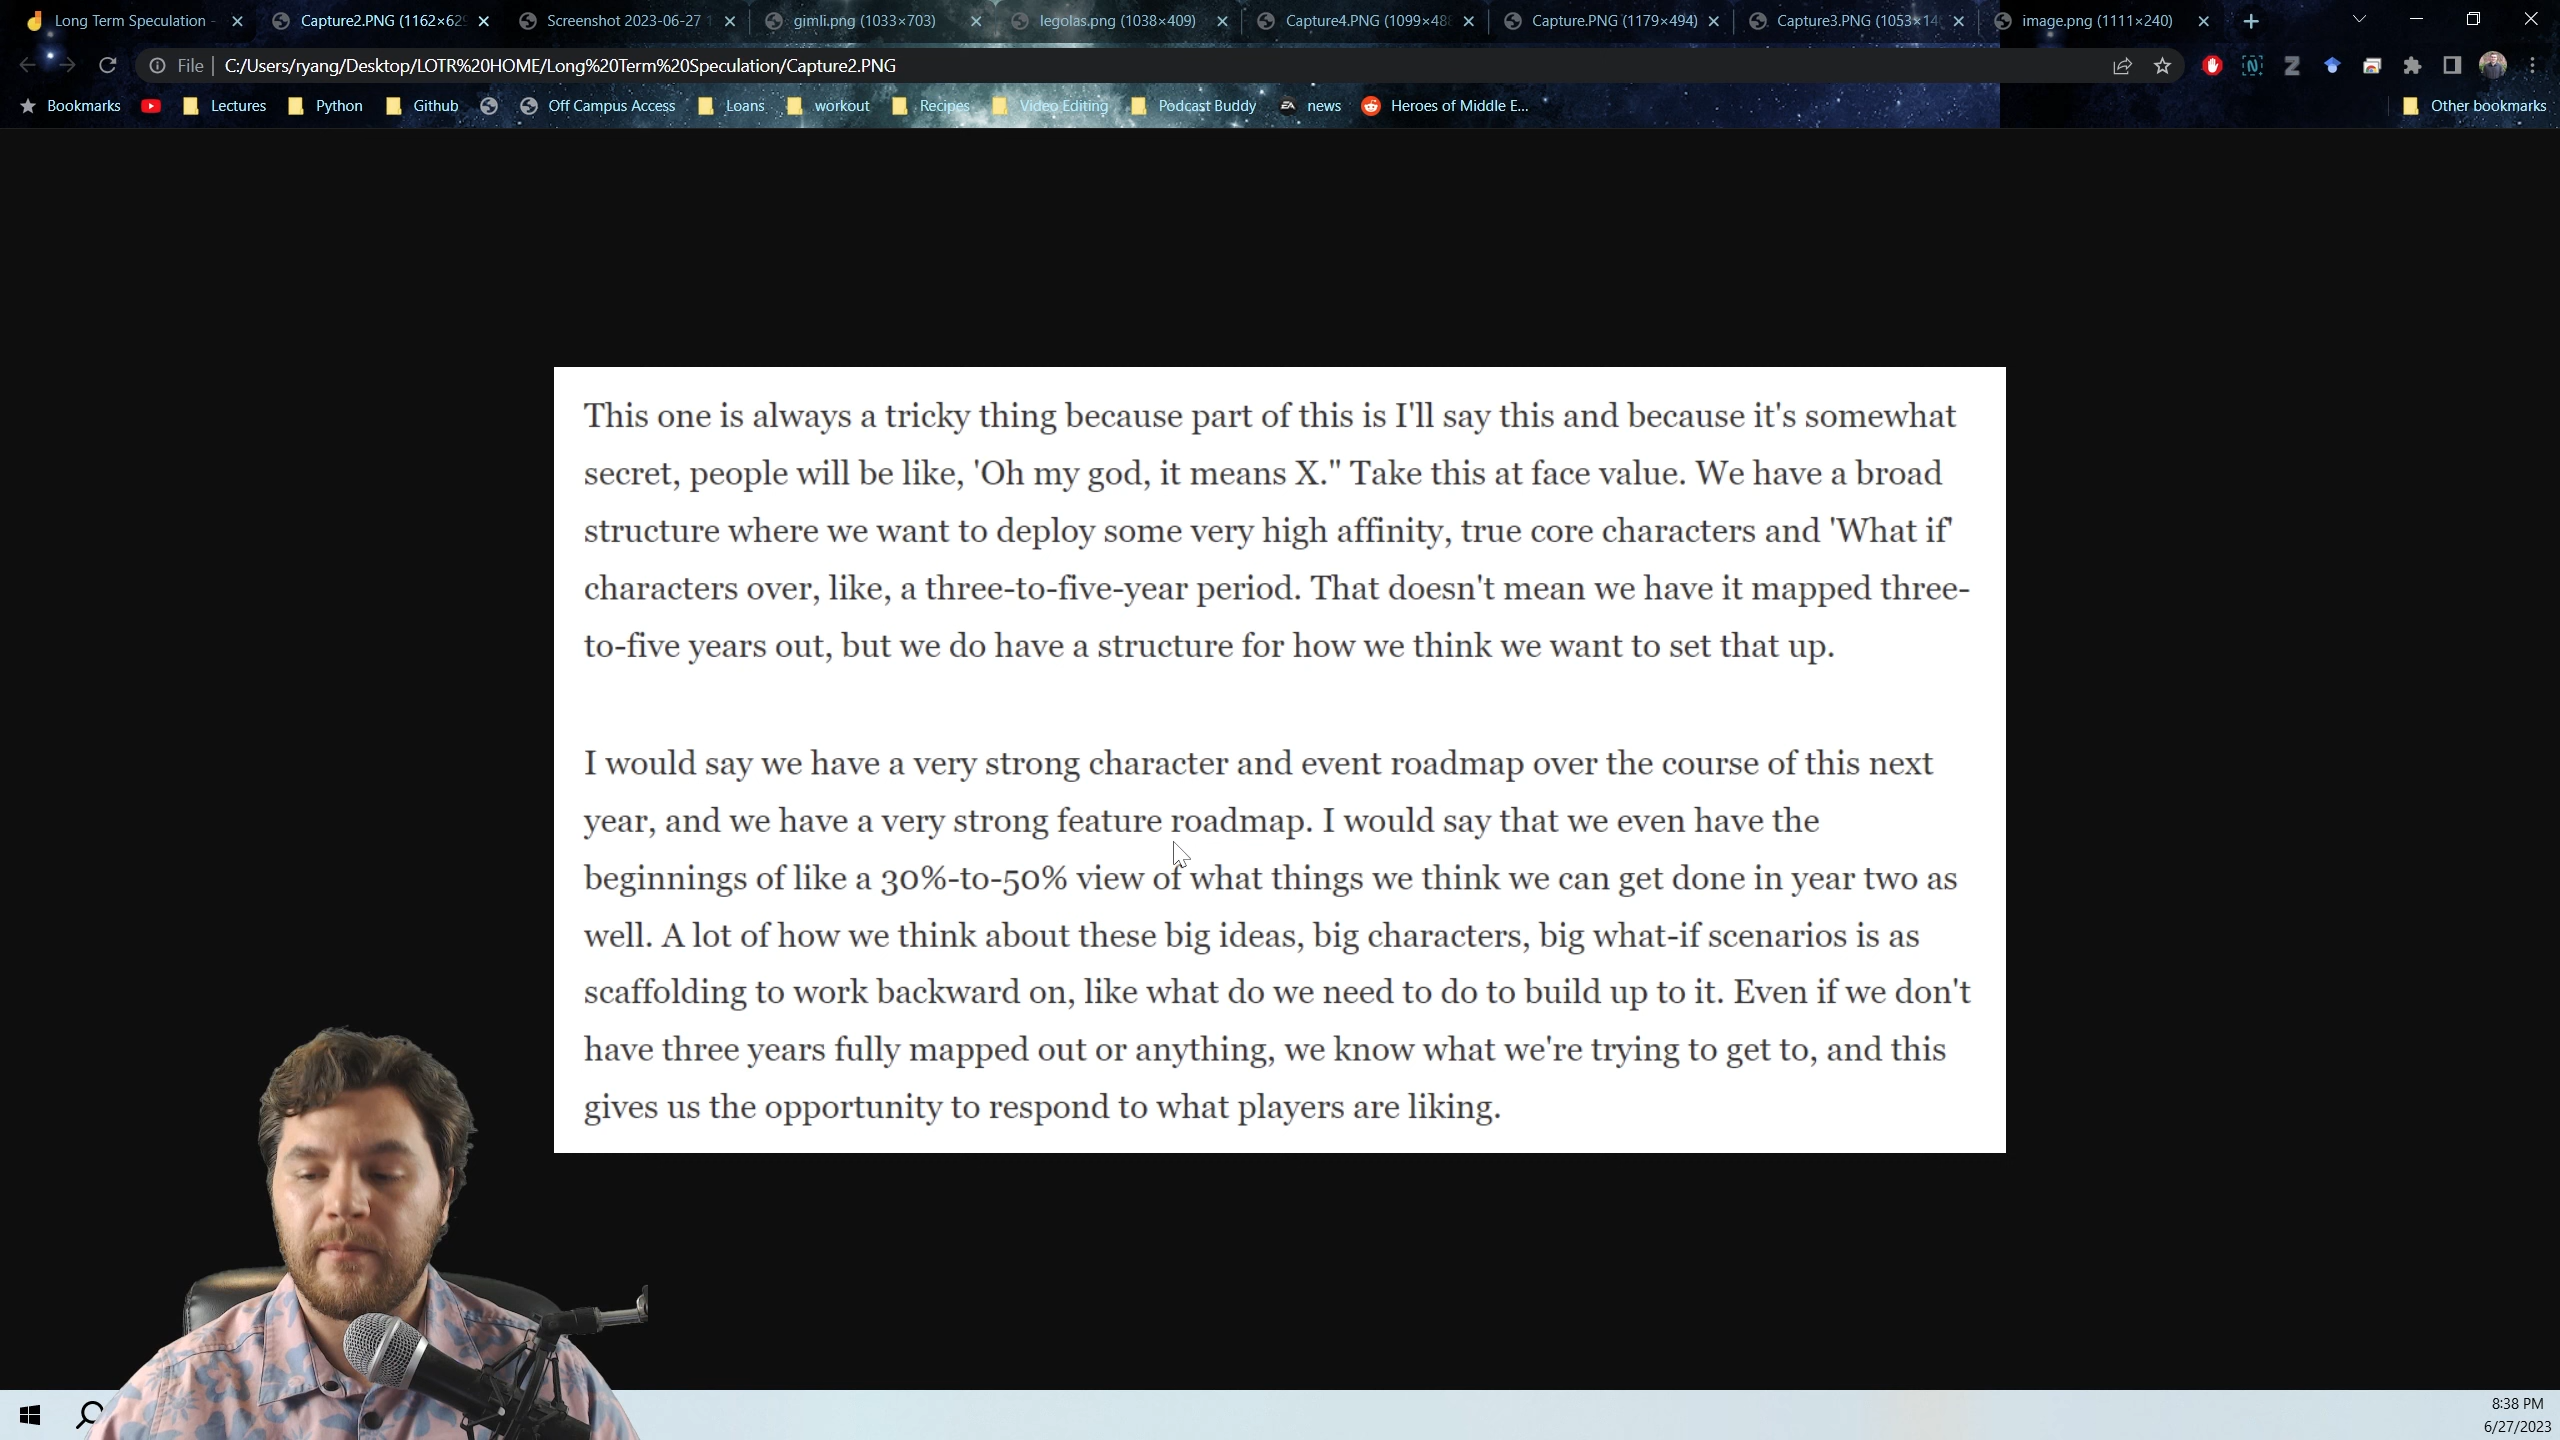 Long Term Speculation -
Capture2.PNG (1162×629
Screenshot 2023-06-27 1
gimli.png (1033×703)
legolas.png (1038×409)
Capture4.PNG (1099×488
Capture.PNG (1179×494)
Capture3.PNG (1053×14
image.png (1111×240)
File
C:/Users/ryang/Desktop/LOTR%20HOME/Long%20Term%20Speculation/Capture2.PNG
Bookmarks
Lectures
Python
Github
Off Campus Access
Loans
workout
Recipes
Video Editing
Podcast Buddy
EA
news
Heroes of Middle E...
Other bookmarks
This one is always a tricky thing because part of this is I'll say this and because it's somewhat
secret, people will be like, 'Oh my god, it means X." Take this at face value. We have a broad
structure where we want to deploy some very high affinity, true core characters and 'What if'
characters over, like, a three-to-five-year period. That doesn't mean we have it mapped three-
to-five years out, but we do have a structure for how we think we want to set that up.
I would say we have a very strong character and event roadmap over the course of this next
year, and we have a very strong feature roadmap. I would say that we even have the
beginnings of like a 30%-to-50% view of what things we think we can get done in year two as
well. A lot of how we think about these big ideas, big characters, big what-if scenarios is as
scaffolding to work backward on, like what do we need to do to build up to it. Even if we don't
have three years fully mapped out or anything, we know what we're trying to get to, and this
gives us the opportunity to respond to what players are liking.
8:38 PM
6/27/2023